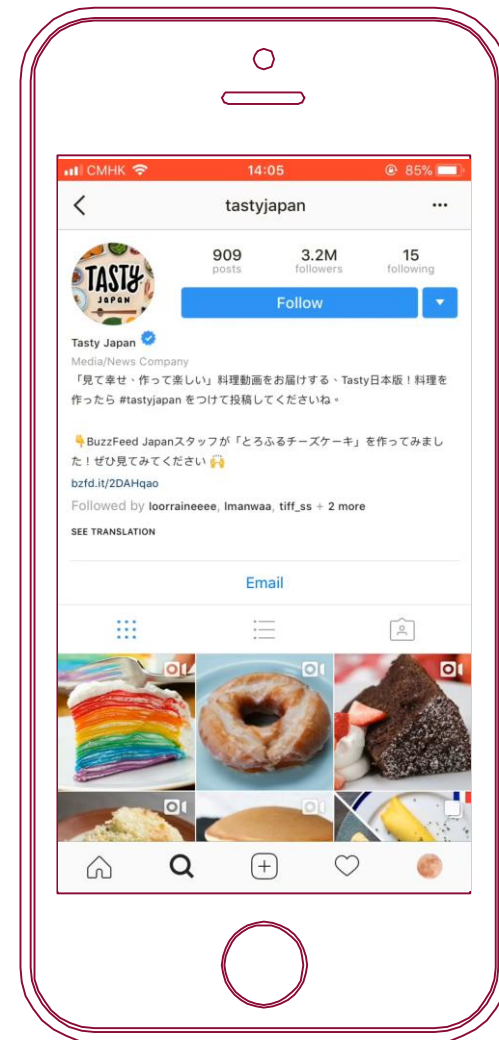 CMHK 14:05 85%
tastyjapan
909 3.2M 15
posts followers following
TASTY
JAPAN
Follow
Tasty Japan
Media/News Company
「見て幸せ、作って楽しい」料理動画をお届けする、Tasty日本版！料理を
作ったら #tastyjapan をつけて投稿してくださいね。
👇BuzzFeed Japanスタッフが「とろふるチーズケーキ」を作ってみまし
た！ぜひ見てみてください 🙌
bzfd.it/2DAHqao
Followed by loorraineeee, lmanwaa, tiff_ss + 2 more
SEE TRANSLATION
Email